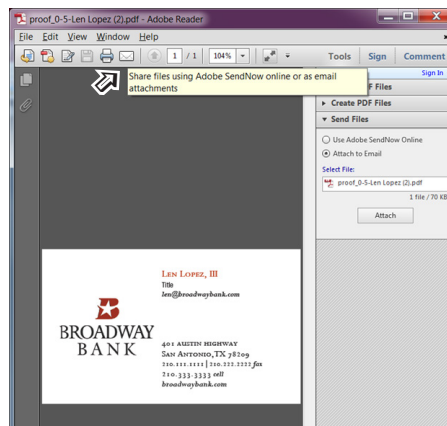 proof_0-5-Len Lopez (2).pdf - Adobe Reader
File Edit View Window Help
1 / 1 104% Tools Sign Comment
Share files using Adobe SendNow online or as email
attachments
Sign In
F Files
Create PDF Files
Send Files
Use Adobe SendNow Online
Attach to Email
Select File:
proof_0-5-Len Lopez (2).pdf
1 file / 70 KB
Attach
Len Lopez, III
Title
len@broadwaybank.com
BROADWAY
BANK
401 Austin Highway
San Antonio, TX 78209
210.111.1111 | 210.222.2222 fax
210.333.3333 cell
broadwaybank.com